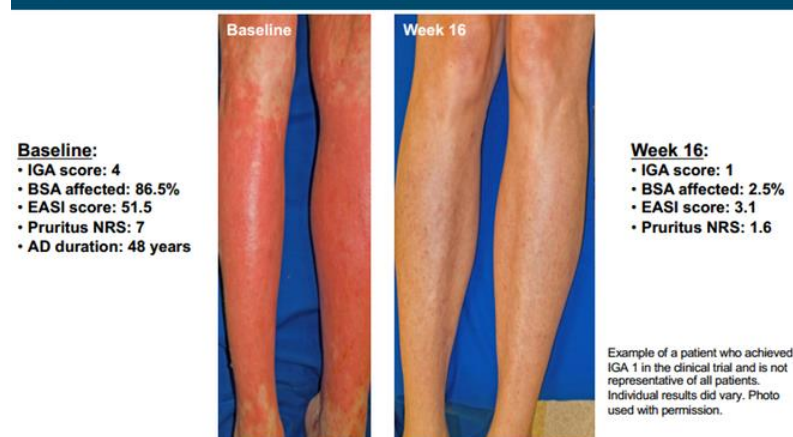 Baseline
Week 16
Baseline:
• IGA score: 4
• BSA affected: 86.5%
• EASI score: 51.5
• Pruritus NRS: 7
• AD duration: 48 years
Week 16:
• IGA score: 1
• BSA affected: 2.5%
• EASI score: 3.1
• Pruritus NRS: 1.6
Example of a patient who achieved
IGA 1 in the clinical trial and is not
representative of all patients.
Individual results did vary. Photo
used with permission.